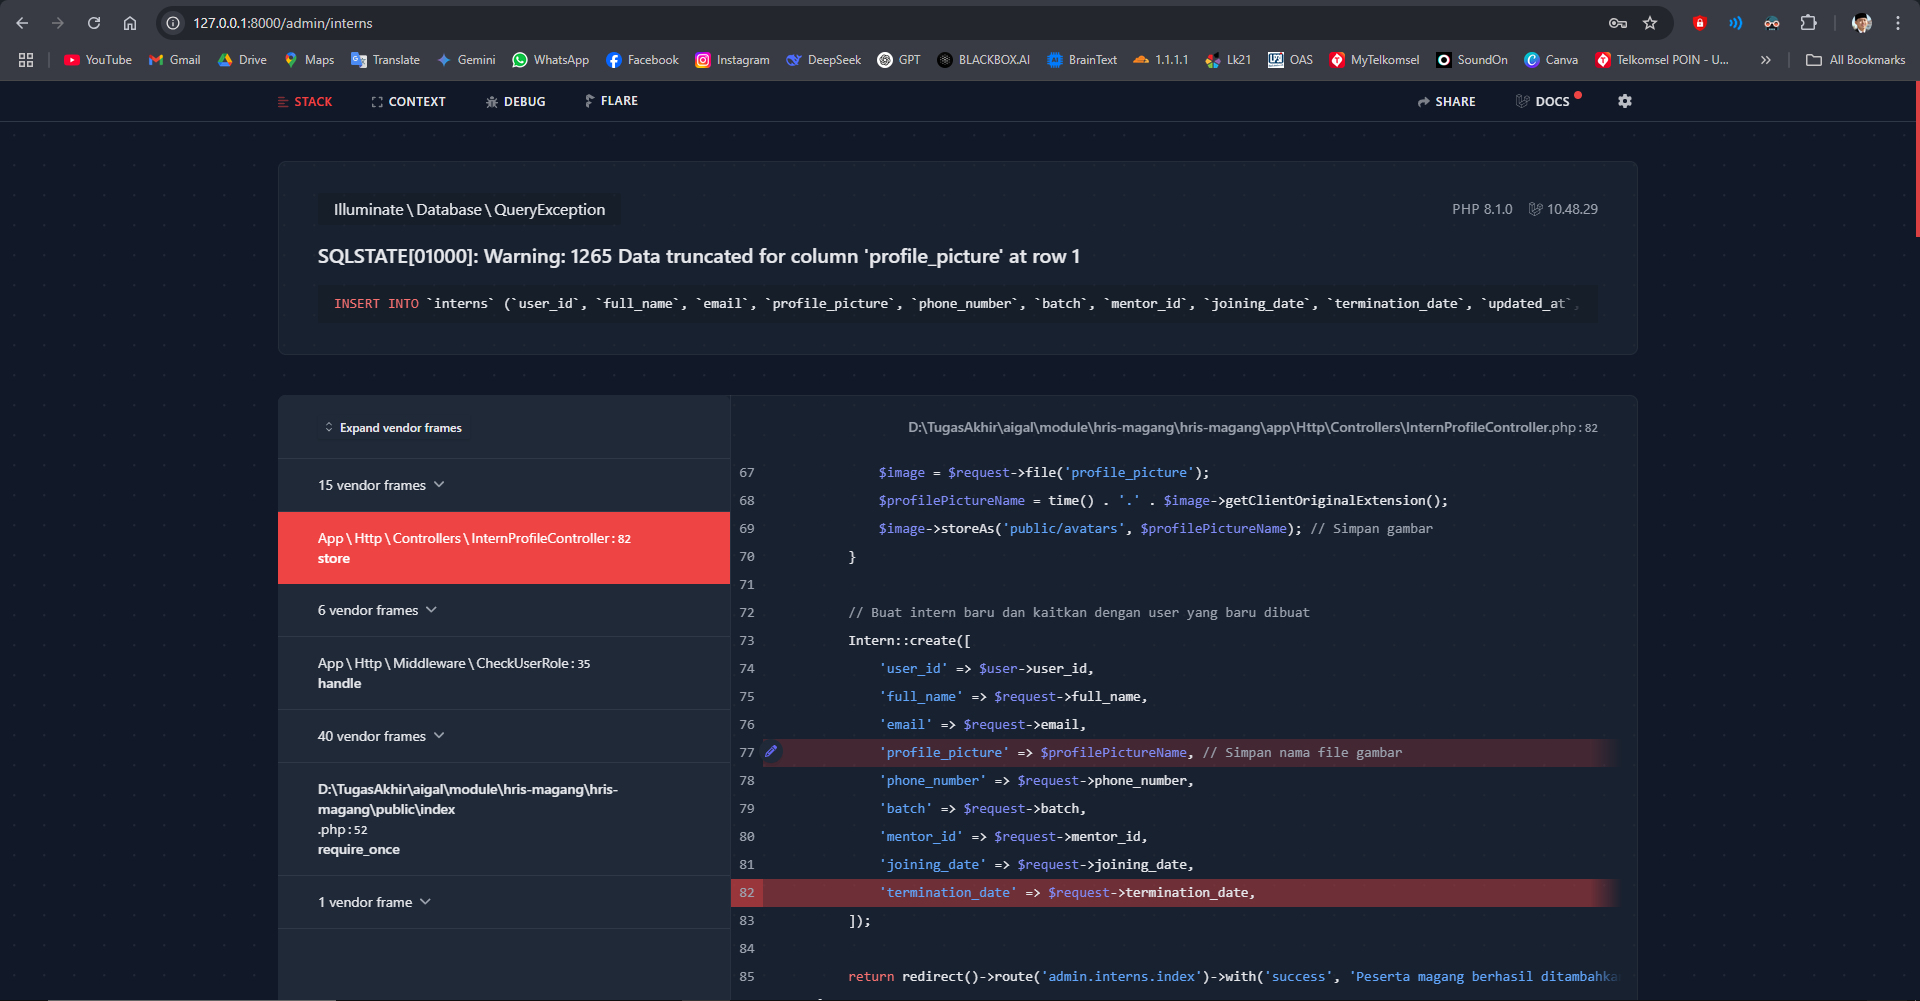 127.0.0.1:8000/admin/interns
YouTube Gmail Drive Maps Translate Gemini WhatsApp Facebook Instagram DeepSeek GPT BLACKBOX.AI BrainText 1.1.1.1 Lk21 OAS MyTelkomsel SoundOn Canva Telkomsel POIN - U... All Bookmarks
STACK CONTEXT DEBUG FLARE SHARE DOCS
Illuminate\Database\QueryException
PHP 8.1.0 10.48.29
SQLSTATE[01000]: Warning: 1265 Data truncated for column 'profile_picture' at row 1
INSERT INTO `interns` (`user_id`, `full_name`, `email`, `profile_picture`, `phone_number`, `batch`, `mentor_id`, `joining_date`, `termination_date`, `updated_at`,
Expand vendor frames
15 vendor frames
App\Http\Controllers\InternProfileController:82
store
6 vendor frames
App\Http\Middleware\CheckUserRole:35
handle
40 vendor frames
D:\TugasAkhir\aigal\module\hris-magang\hris-
magang\public\index
.php:52
require_once
1 vendor frame
D:\TugasAkhir\aigal\module\hris-magang\hris-magang\app\Http\Controllers\InternProfileController.php:82
67 $image = $request->file('profile_picture');
68 $profilePictureName = time() . '.' . $image->getClientOriginalExtension();
69 $image->storeAs('public/avatars', $profilePictureName); // Simpan gambar
70 }
71
72 // Buat intern baru dan kaitkan dengan user yang baru dibuat
73 Intern::create([
74 'user_id' => $user->user_id,
75 'full_name' => $request->full_name,
76 'email' => $request->email,
77 'profile_picture' => $profilePictureName, // Simpan nama file gambar
78 'phone_number' => $request->phone_number,
79 'batch' => $request->batch,
80 'mentor_id' => $request->mentor_id,
81 'joining_date' => $request->joining_date,
82 'termination_date' => $request->termination_date,
83 ]);
84
85 return redirect()->route('admin.interns.index')->with('success', 'Peserta magang berhasil ditambahka